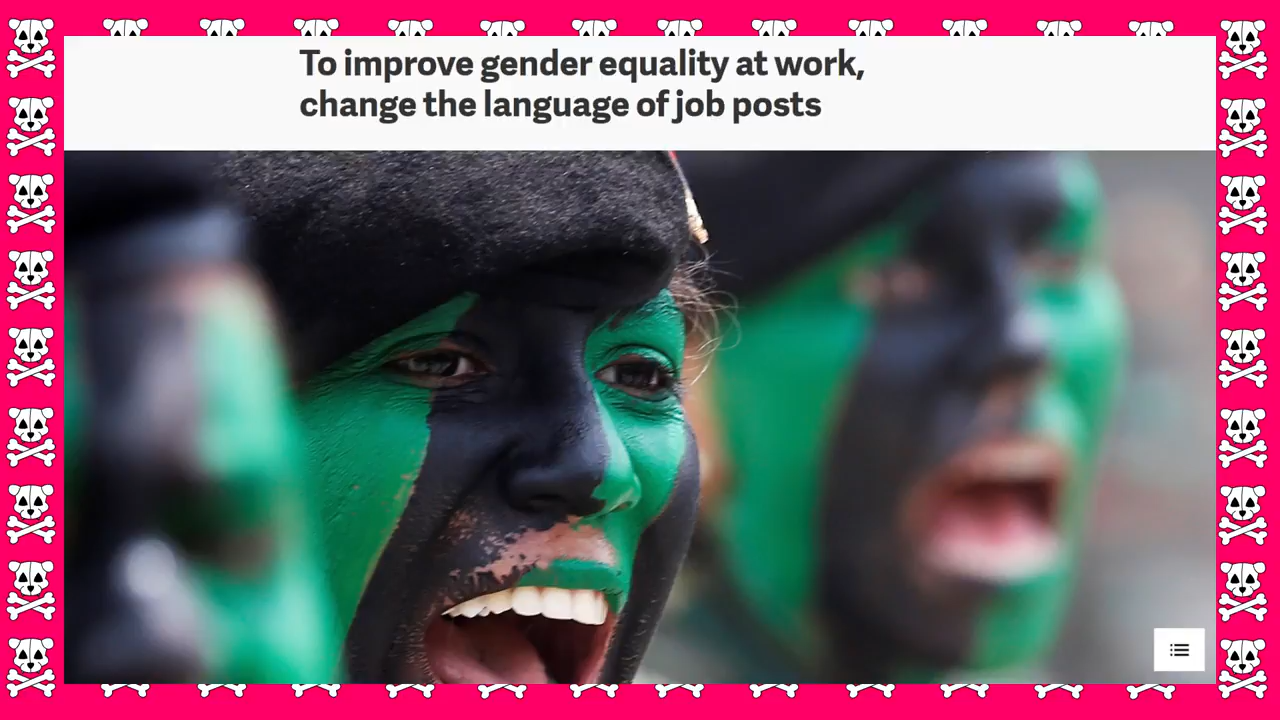 To improve gender equality at work,
change the language of job posts